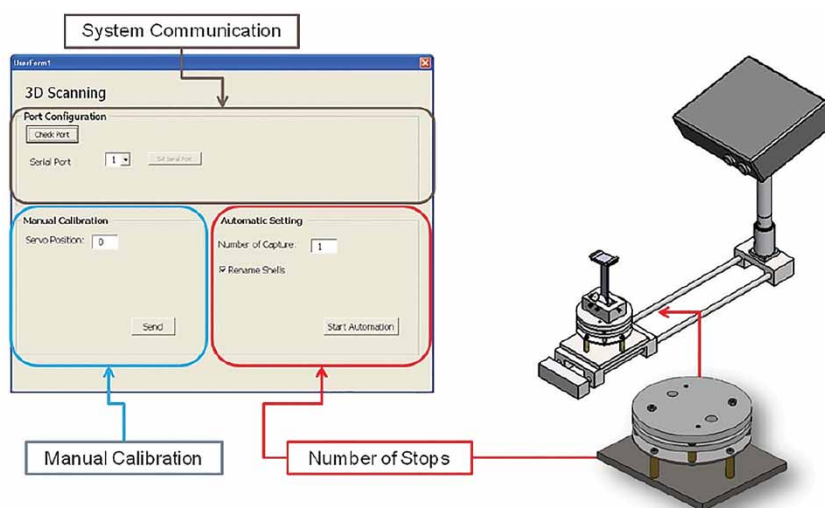 System Communication
UserForm1
3D Scanning
Port Configuration
Check Port
Serial Port
1
Manual Calibration
Servo Position:
0
Send
Automatic Setting
Number of Capture:
1
Rename Shells
Start Automation
Manual Calibration
Number of Stops